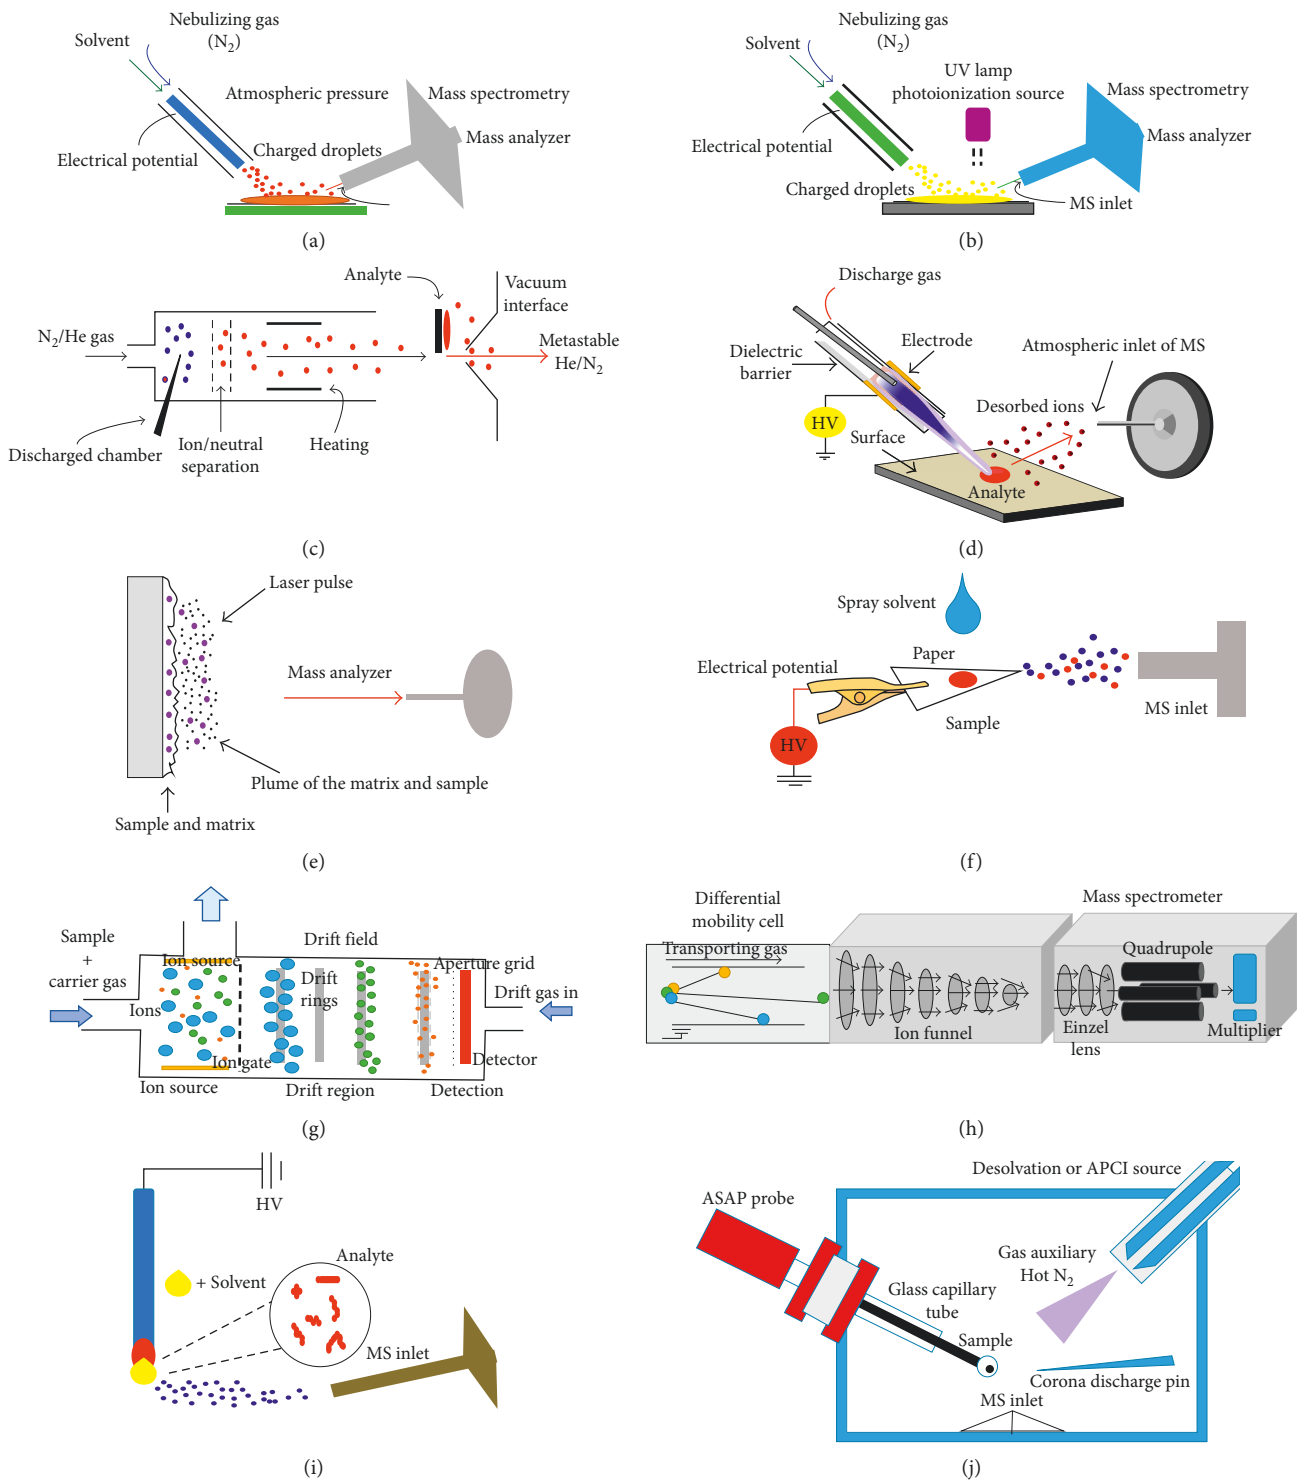 Nebulizing gas
(N2)
Solvent
Atmospheric pressure
Mass spectrometry
Mass analyzer
Electrical potential
Charged droplets
(a)
Nebulizing gas
(N2)
Solvent
UV lamp
photoionization source
Mass spectrometry
Mass analyzer
Electrical potential
Charged droplets
MS inlet
(b)
Analyte
Vacuum
interface
N2/He gas
Metastable
He/N2
Discharged chamber
Ion/neutral
separation
Heating
(c)
Discharge gas
Electrode
Dielectric
barrier
Atmospheric inlet of MS
Desorbed ions
HV
Surface
Analyte
(d)
Laser pulse
Mass analyzer
Plume of the matrix and sample
Sample and matrix
(e)
Spray solvent
Paper
Electrical potential
Sample
MS inlet
HV
(f)
Sample
+
carrier gas
Ion source
Drift field
Aperture grid
Ions
Drift
rings
Drift gas in
Ion gate
Detector
Ion source
Drift region
Detection
(g)
Differential
mobility cell
Mass spectrometer
Transporting gas
Quadrupole
Ion funnel
Einzel
lens
Multiplier
(h)
HV
Analyte
+ Solvent
MS inlet
(i)
Desolvation or APCI source
ASAP probe
Gas auxiliary
Hot N2
Glass capillary
tube
Sample
Corona discharge pin
MS inlet
(j)